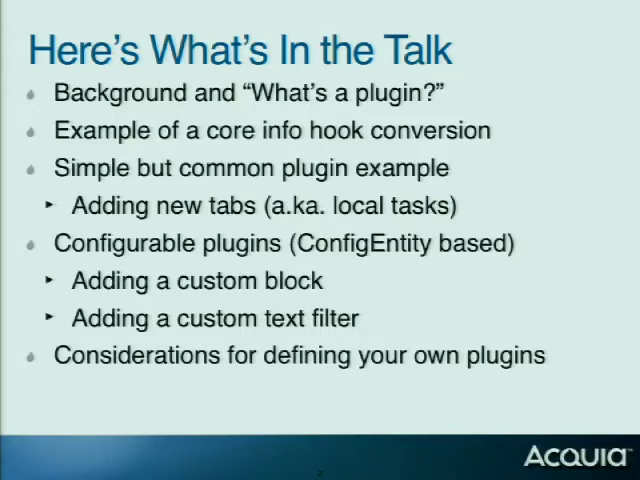 Here's What's In the Talk
Background and “What's a plugin?”
Example of a core info hook conversion
Simple but common plugin example
Adding new tabs (a.ka. local tasks)
Configurable plugins (ConfigEntity based)
Adding a custom block
Adding a custom text filter
Considerations for defining your own plugins
ACQUIA